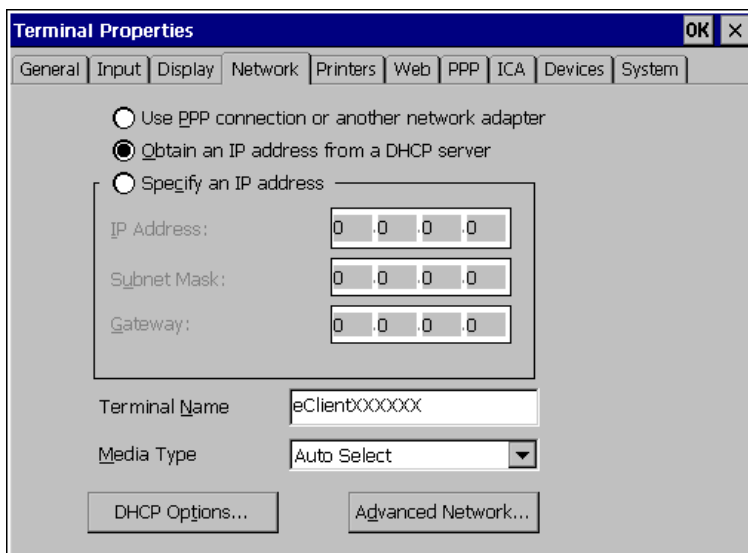 Terminal Properties OK ×
General Input Display Network Printers Web PPP ICA Devices System
Use PPP connection or another network adapter
Obtain an IP address from a DHCP server
Specify an IP address
IP Address: 0 .0 .0 .0
Subnet Mask: 0 .0 .0 .0
Gateway: 0 .0 .0 .0
Terminal Name eClientXXXXXX
Media Type Auto Select
DHCP Options... Advanced Network...